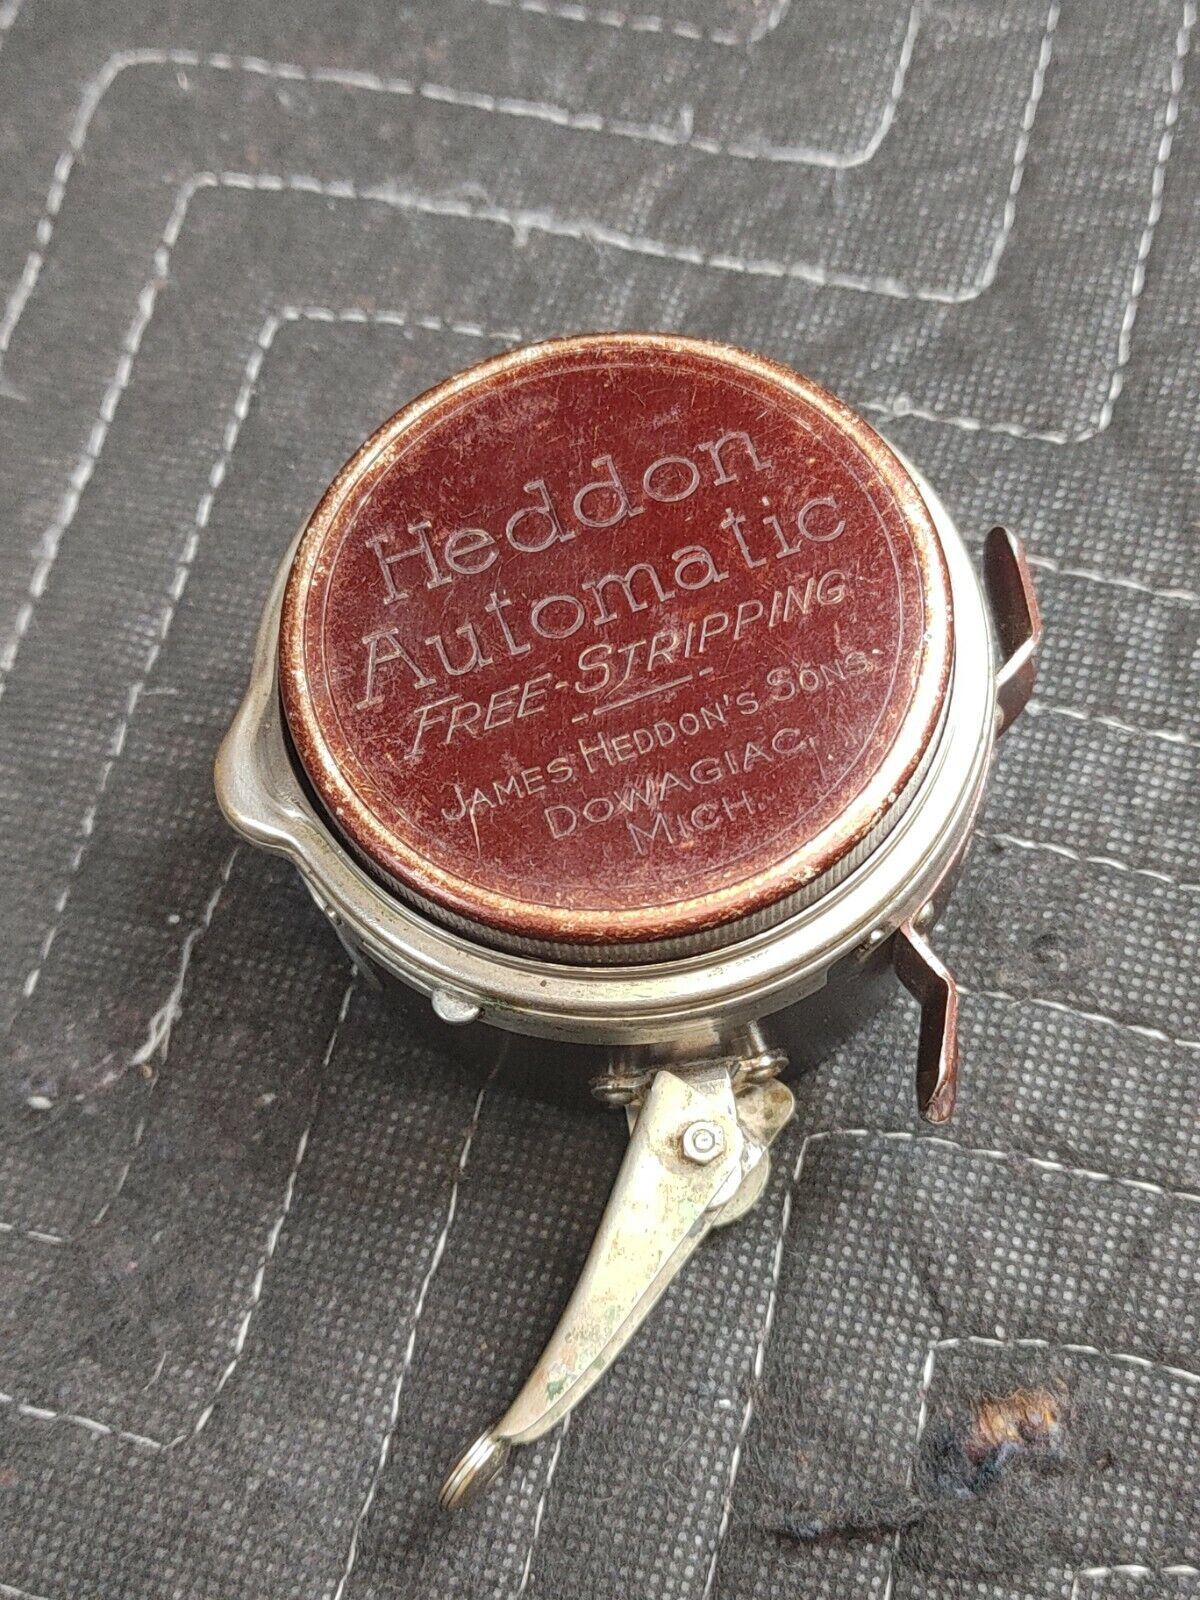 Heddon
Automatic
FREE-STRIPPING
JAMES HEDDON'S SONS
DOWAGIAC,
MICH.